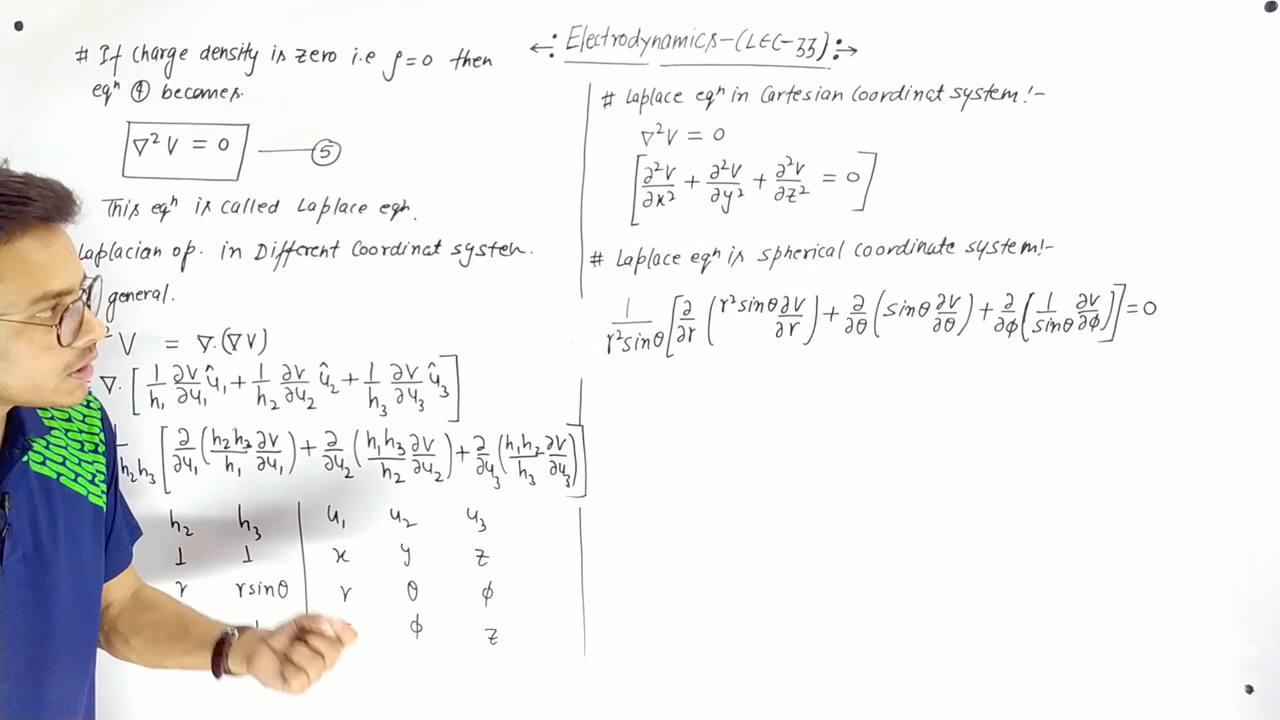 ←: Electrodynamics-(LEC-33):→
# If charge density is zero i.e ρ=0 then
eqⁿ ④ becomes.
∇²V = 0 —— ⑤
This eqⁿ is called Laplace eqn.
Laplacian op. in Different Coordinat system.
general.
²V = ∇.(∇V)
∇. [1/h₁ ∂V/∂u₁ û₁ + 1/h₂ ∂V/∂u₂ û₂ + 1/h₃ ∂V/∂u₃ û₃]
1/h₂h₃ [∂/∂u₁ (h₂h₃/h₁ ∂V/∂u₁) + ∂/∂u₂ (h₁h₃/h₂ ∂V/∂u₂) + ∂/∂u₃ (h₁h₂/h₃ ∂V/∂u₃)]
h₂ h₃ | u₁ u₂ u₃
1 1 | x y z
r rsinθ | r θ ϕ
ϕ z
# Laplace eqⁿ in Cartesian Coordinat system!-
∇²V = 0
[∂²V/∂x² + ∂²V/∂y² + ∂²V/∂z² = 0]
# Laplace eqⁿ is spherical coordinate system!-
1/r²sinθ [∂/∂r (r²sinθ ∂V/∂r) + ∂/∂θ (sinθ ∂V/∂θ) + ∂/∂ϕ (1/sinθ ∂V/∂ϕ)] = 0